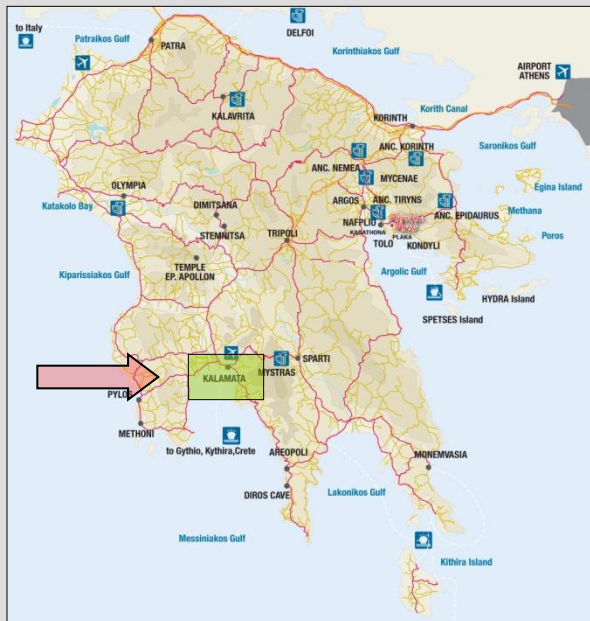 to Italy
Patraikos Gulf
PATRA
DELFOI
Korinthiakos Gulf
AIRPORT
ATHENS
KALAVRITA
KORINTH
Korith Canal
Saronikos Gulf
ANC. KORINTH
ANC. NEMEA
MYCENAE
OLYMPIA
Katakolo Bay
DIMITSANA
STEMNITSA
ARGOS
ANC. TIRYNS
NAFPLIO
KARATHONA
PLAKA
TOLO
KONDYLI
ANC. EPIDAURUS
Egina Island
Methana
Poros
TRIPOLI
TEMPLE
EP. APOLLON
Kiparissiakos Gulf
Argolic Gulf
HYDRA Island
SPETSES Island
SPARTI
MYSTRAS
KALAMATA
PYLOS
METHONI
to Gythio, Kythira,Crete
AREOPOLI
MONEMVASIA
DIROS CAVE
Lakonikos Gulf
Messiniakos Gulf
Kithira Island